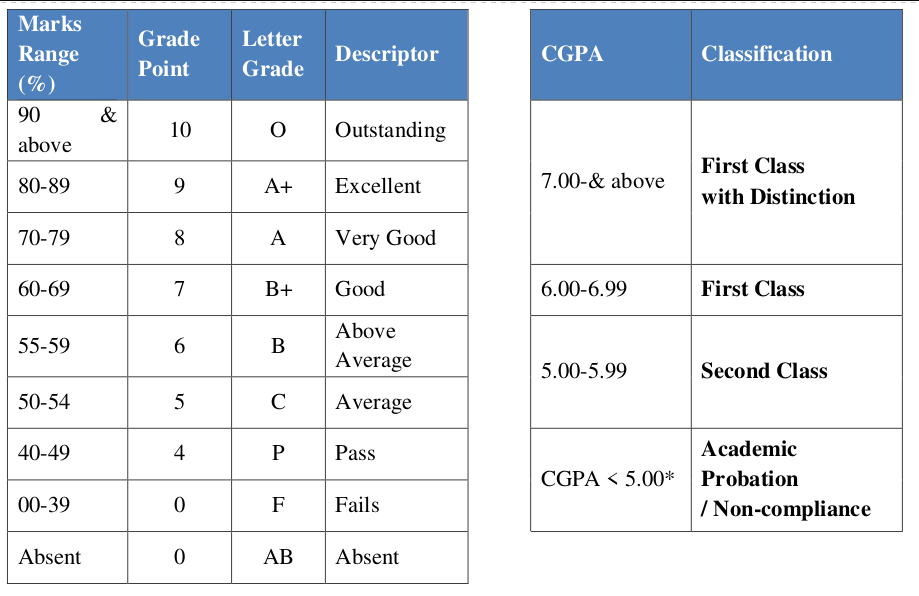 Marks Range (%) Grade Point Letter Grade Descriptor
90 & above 10 O Outstanding
80-89 9 A+ Excellent
70-79 8 A Very Good
60-69 7 B+ Good
55-59 6 B Above Average
50-54 5 C Average
40-49 4 P Pass
00-39 0 F Fails
Absent 0 AB Absent
CGPA Classification
7.00-& above First Class with Distinction
6.00-6.99 First Class
5.00-5.99 Second Class
CGPA < 5.00* Academic Probation / Non-compliance